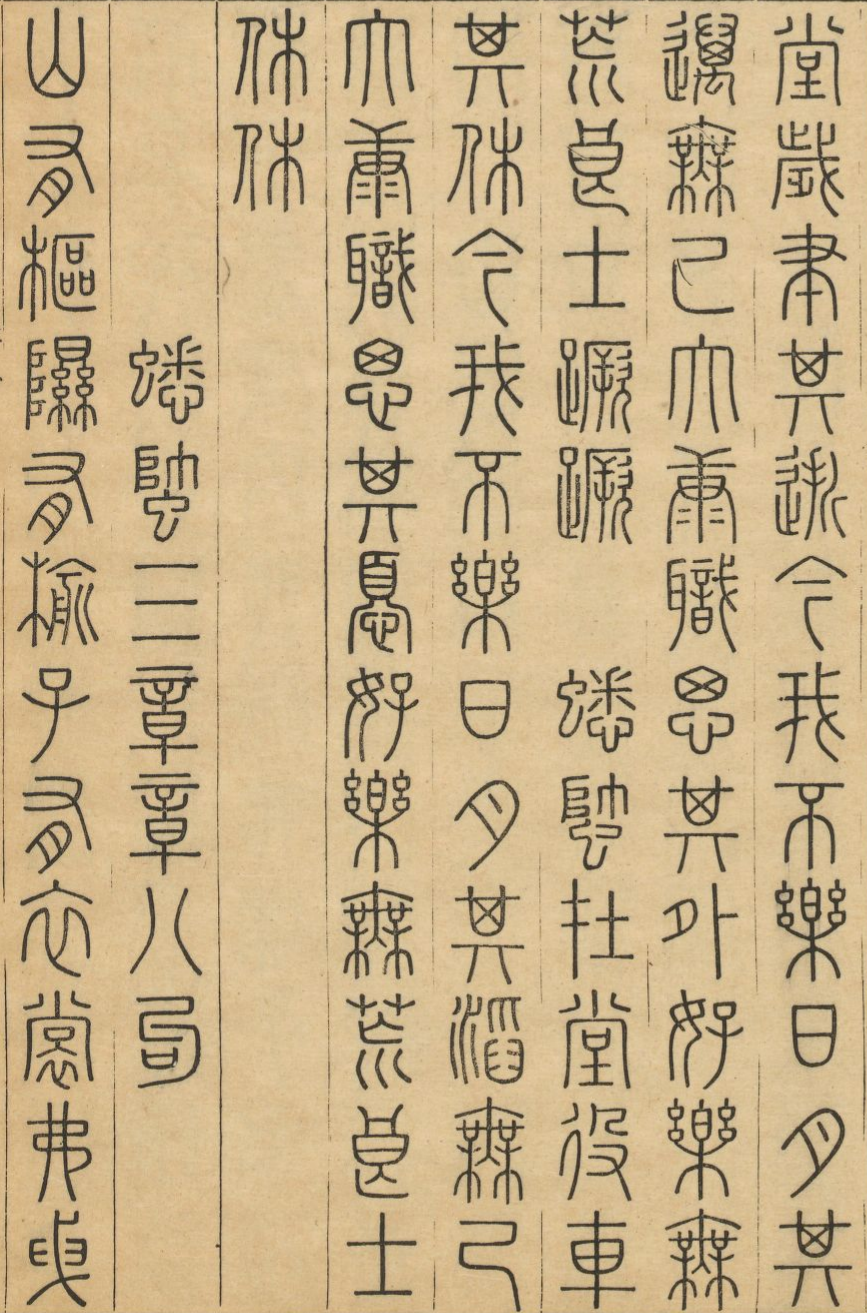 堂歲聿其逝今我不樂日月其
邁無已大康職思其外好樂無
荒良士蹶蹶　蟋蟀在堂役車
其休今我不樂日月其滔無已
大康職思其憂好樂無荒良士
休休
蟋蟀三章章八句
山有樞隰有榆子有衣裳弗曳